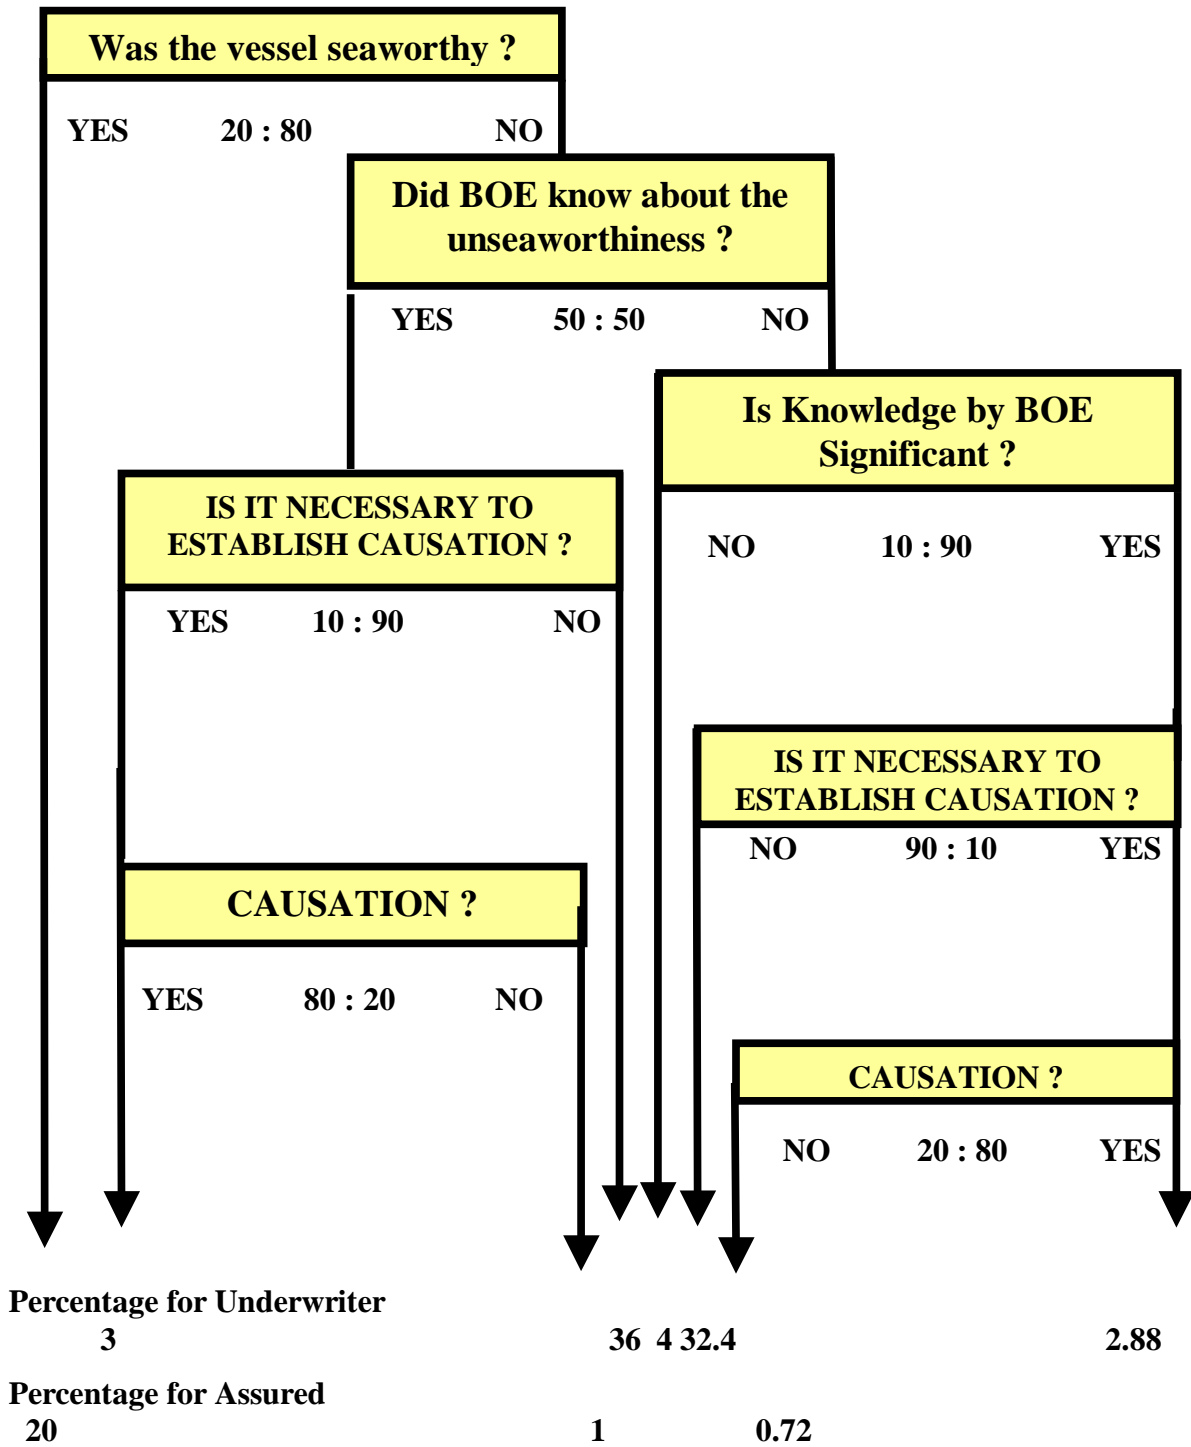 Was the vessel seaworthy ?
YES 20 : 80 NO
Did BOE know about the
unseaworthiness ?
YES 50 : 50 NO
Is Knowledge by BOE
Significant ?
NO 10 : 90 YES
IS IT NECESSARY TO
ESTABLISH CAUSATION ?
YES 10 : 90 NO
IS IT NECESSARY TO
ESTABLISH CAUSATION ?
NO 90 : 10 YES
CAUSATION ?
YES 80 : 20 NO
CAUSATION ?
NO 20 : 80 YES
Percentage for Underwriter
3 36 4 32.4 2.88
Percentage for Assured
20 1 0.72